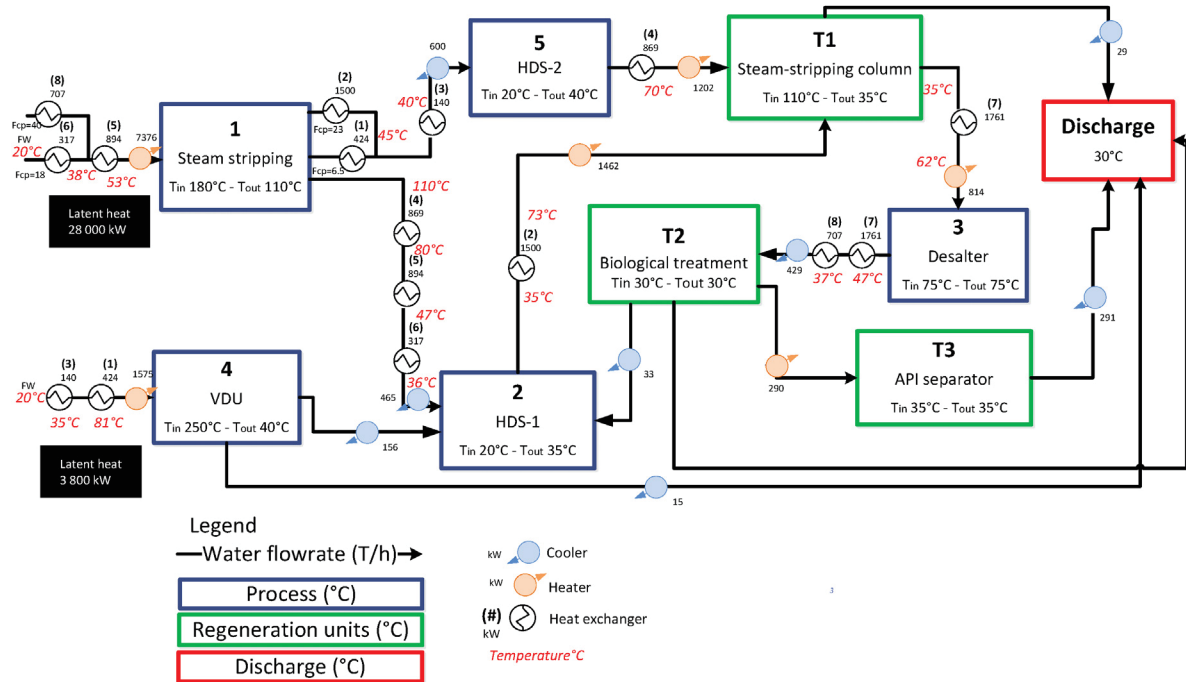 5
HDS-2
Tin 20°C - Tout 40°C
T1
Steam-stripping column
Tin 110°C - Tout 35°C
(4)
869
70°C
1202
29
600
40°C
(3)
140
45°C
(2)
1500
Fcp=23
(1)
424
Fcp=6.5
(8)
707
Fcp=40
(6)
317
FW
20°C
Fcp=18
38°C
(5)
894
53°C
7376
1
Steam stripping
Tin 180°C - Tout 110°C
Latent heat
28 000 kW
35°C
(7)
1761
62°C
814
Discharge
30°C
1462
110°C
(4)
869
80°C
(5)
894
47°C
(6)
317
36°C
465
73°C
(2)
1500
35°C
T2
Biological treatment
Tin 30°C - Tout 30°C
429
(8)
707
37°C
(7)
1761
47°C
3
Desalter
Tin 75°C - Tout 75°C
33
290
T3
API separator
Tin 35°C - Tout 35°C
291
(3)
140
FW
20°C
35°C
(1)
424
81°C
1575
4
VDU
Tin 250°C - Tout 40°C
156
2
HDS-1
Tin 20°C - Tout 35°C
15
Latent heat
3 800 kW
Legend
Water flowrate (T/h)
Process (°C)
Regeneration units (°C)
Discharge (°C)
kW
Cooler
kW
Heater
(#)
kW
Heat exchanger
Temperature°C
3